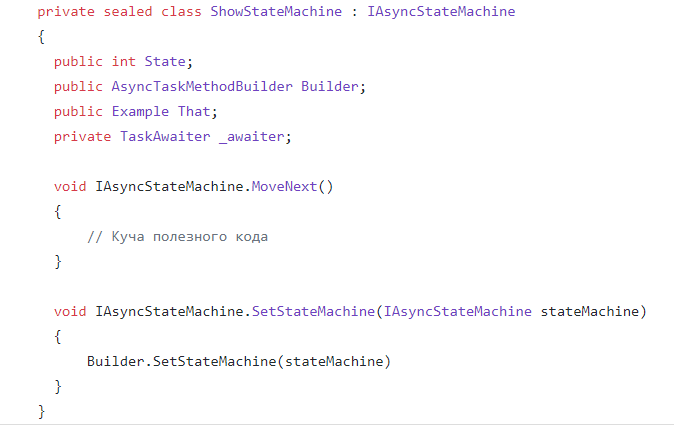 private sealed class ShowStateMachine : IAsyncStateMachine
{
  public int State;
  public AsyncTaskMethodBuilder Builder;
  public Example That;
  private TaskAwaiter _awaiter;

  void IAsyncStateMachine.MoveNext()
  {
      // Куча полезного кода
  }

  void IAsyncStateMachine.SetStateMachine(IAsyncStateMachine stateMachine)
  {
      Builder.SetStateMachine(stateMachine)
  }
}